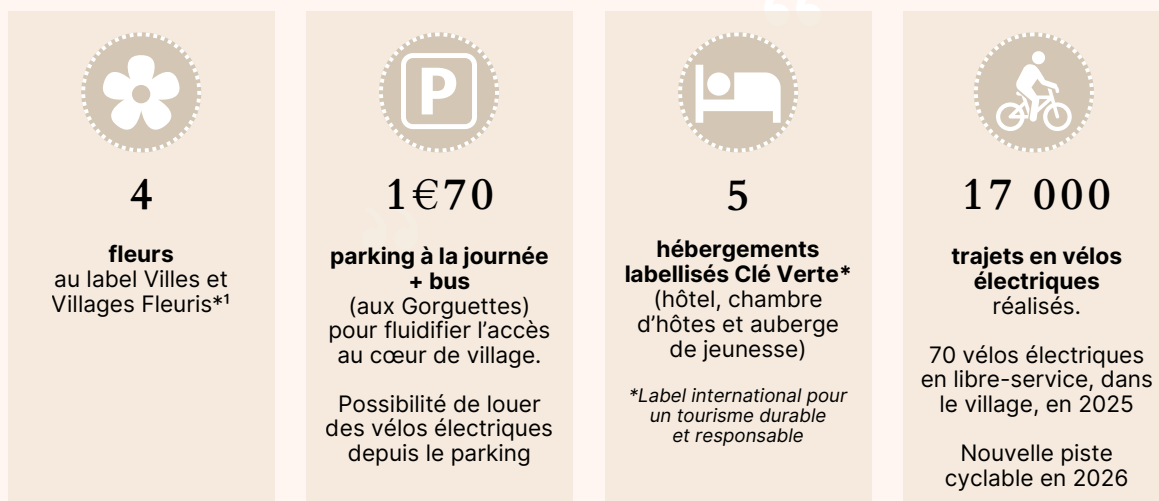 4
fleurs
au label Villes et
Villages Fleuris*¹
P
1€70
parking à la journée
+ bus
(aux Gorguettes)
pour fluidifier l’accès
au cœur de village.
Possibilité de louer
des vélos électriques
depuis le parking
5
hébergements
labellisés Clé Verte*
(hôtel, chambre
d’hôtes et auberge
de jeunesse)
*Label international pour
un tourisme durable
et responsable
17 000
trajets en vélos
électriques
réalisés.
70 vélos électriques
en libre-service, dans
le village, en 2025
Nouvelle piste
cyclable en 2026